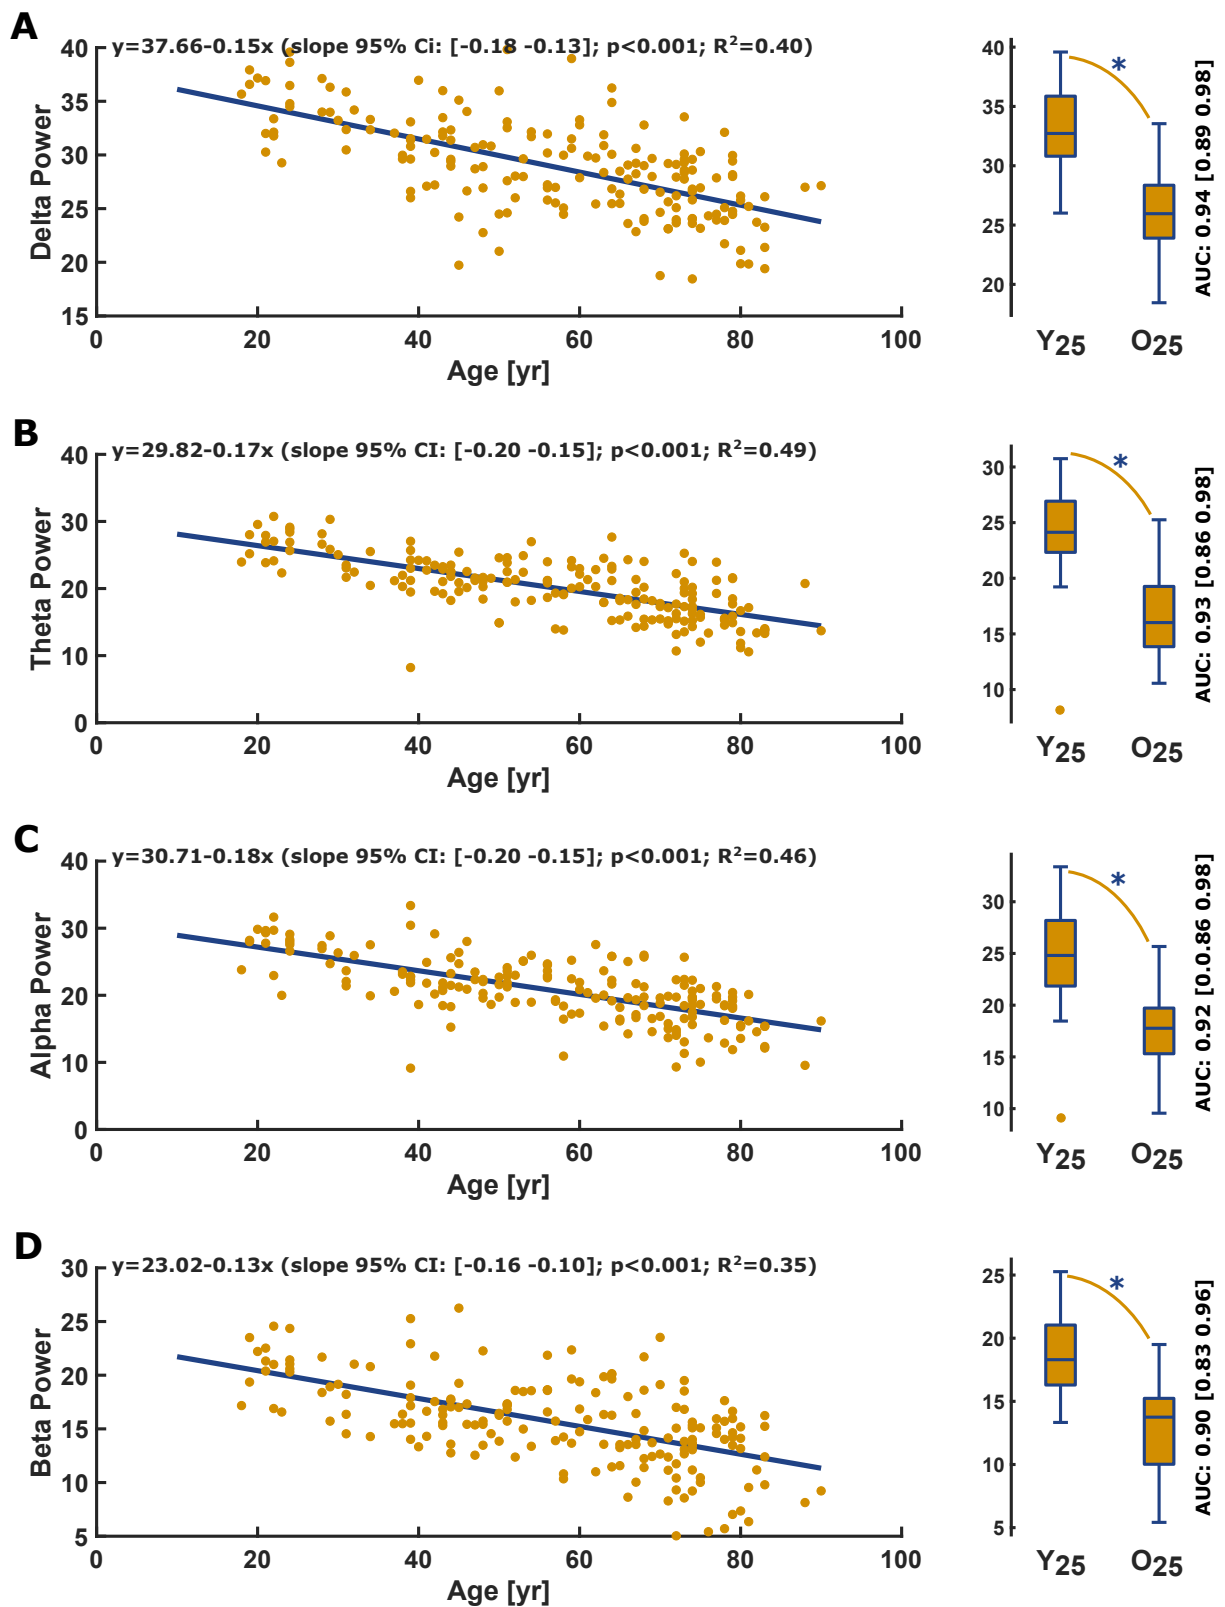 A
y=37.66-0.15x (slope 95% Ci: [-0.18 -0.13]; p<0.001; R²=0.40)
40
35
30
25
20
15
Delta Power
0 20 40 60 80 100
Age [yr]
40
35
30
25
20
*
Y25 O25
AUC: 0.94 [0.89 0.98]
B
y=29.82-0.17x (slope 95% CI: [-0.20 -0.15]; p<0.001; R²=0.49)
40
30
20
10
0
Theta Power
0 20 40 60 80 100
Age [yr]
30
25
20
15
10
*
Y25 O25
AUC: 0.93 [0.86 0.98]
C
y=30.71-0.18x (slope 95% CI: [-0.20 -0.15]; p<0.001; R²=0.46)
40
30
20
10
0
Alpha Power
0 20 40 60 80 100
Age [yr]
30
25
20
15
10
*
Y25 O25
AUC: 0.92 [0.0.86 0.98]
D
y=23.02-0.13x (slope 95% CI: [-0.16 -0.10]; p<0.001; R²=0.35)
30
25
20
15
10
5
Beta Power
0 20 40 60 80 100
Age [yr]
25
20
15
10
5
*
Y25 O25
AUC: 0.90 [0.83 0.96]